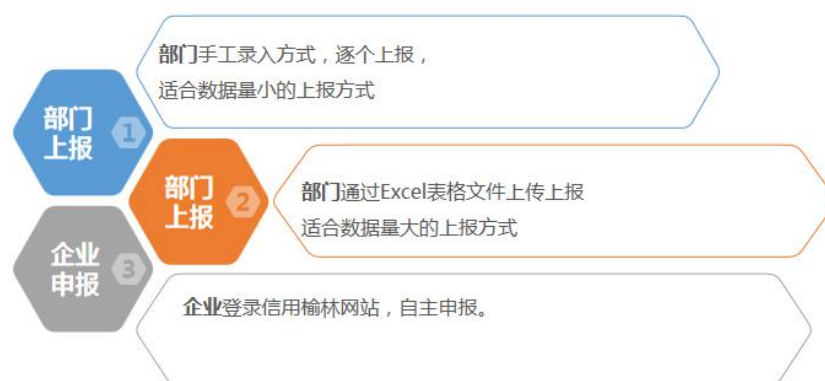 部门手工录入方式，逐个上报，
适合数据量小的上报方式
部门
上报
1
部门
上报
2
部门通过Excel表格文件上传上报
适合数据量大的上报方式
企业
申报
3
企业登录信用榆林网站，自主申报。